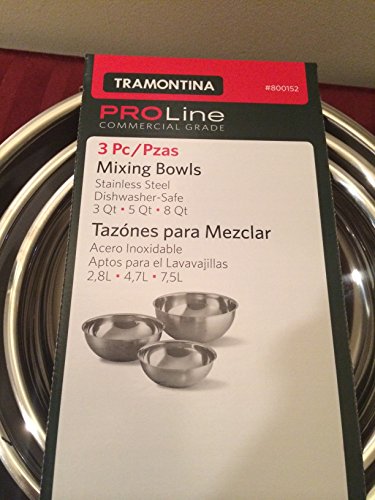 TRAMONTINA
#800152
PROLine
COMMERCIAL GRADE
3 Pc/Pzas
Mixing Bowls
Stainless Steel
Dishwasher-Safe
3 Qt • 5 Qt • 8 Qt
Tazónes para Mezclar
Acero Inoxidable
Aptos para el Lavavajillas
2,8L • 4,7L • 7,5L